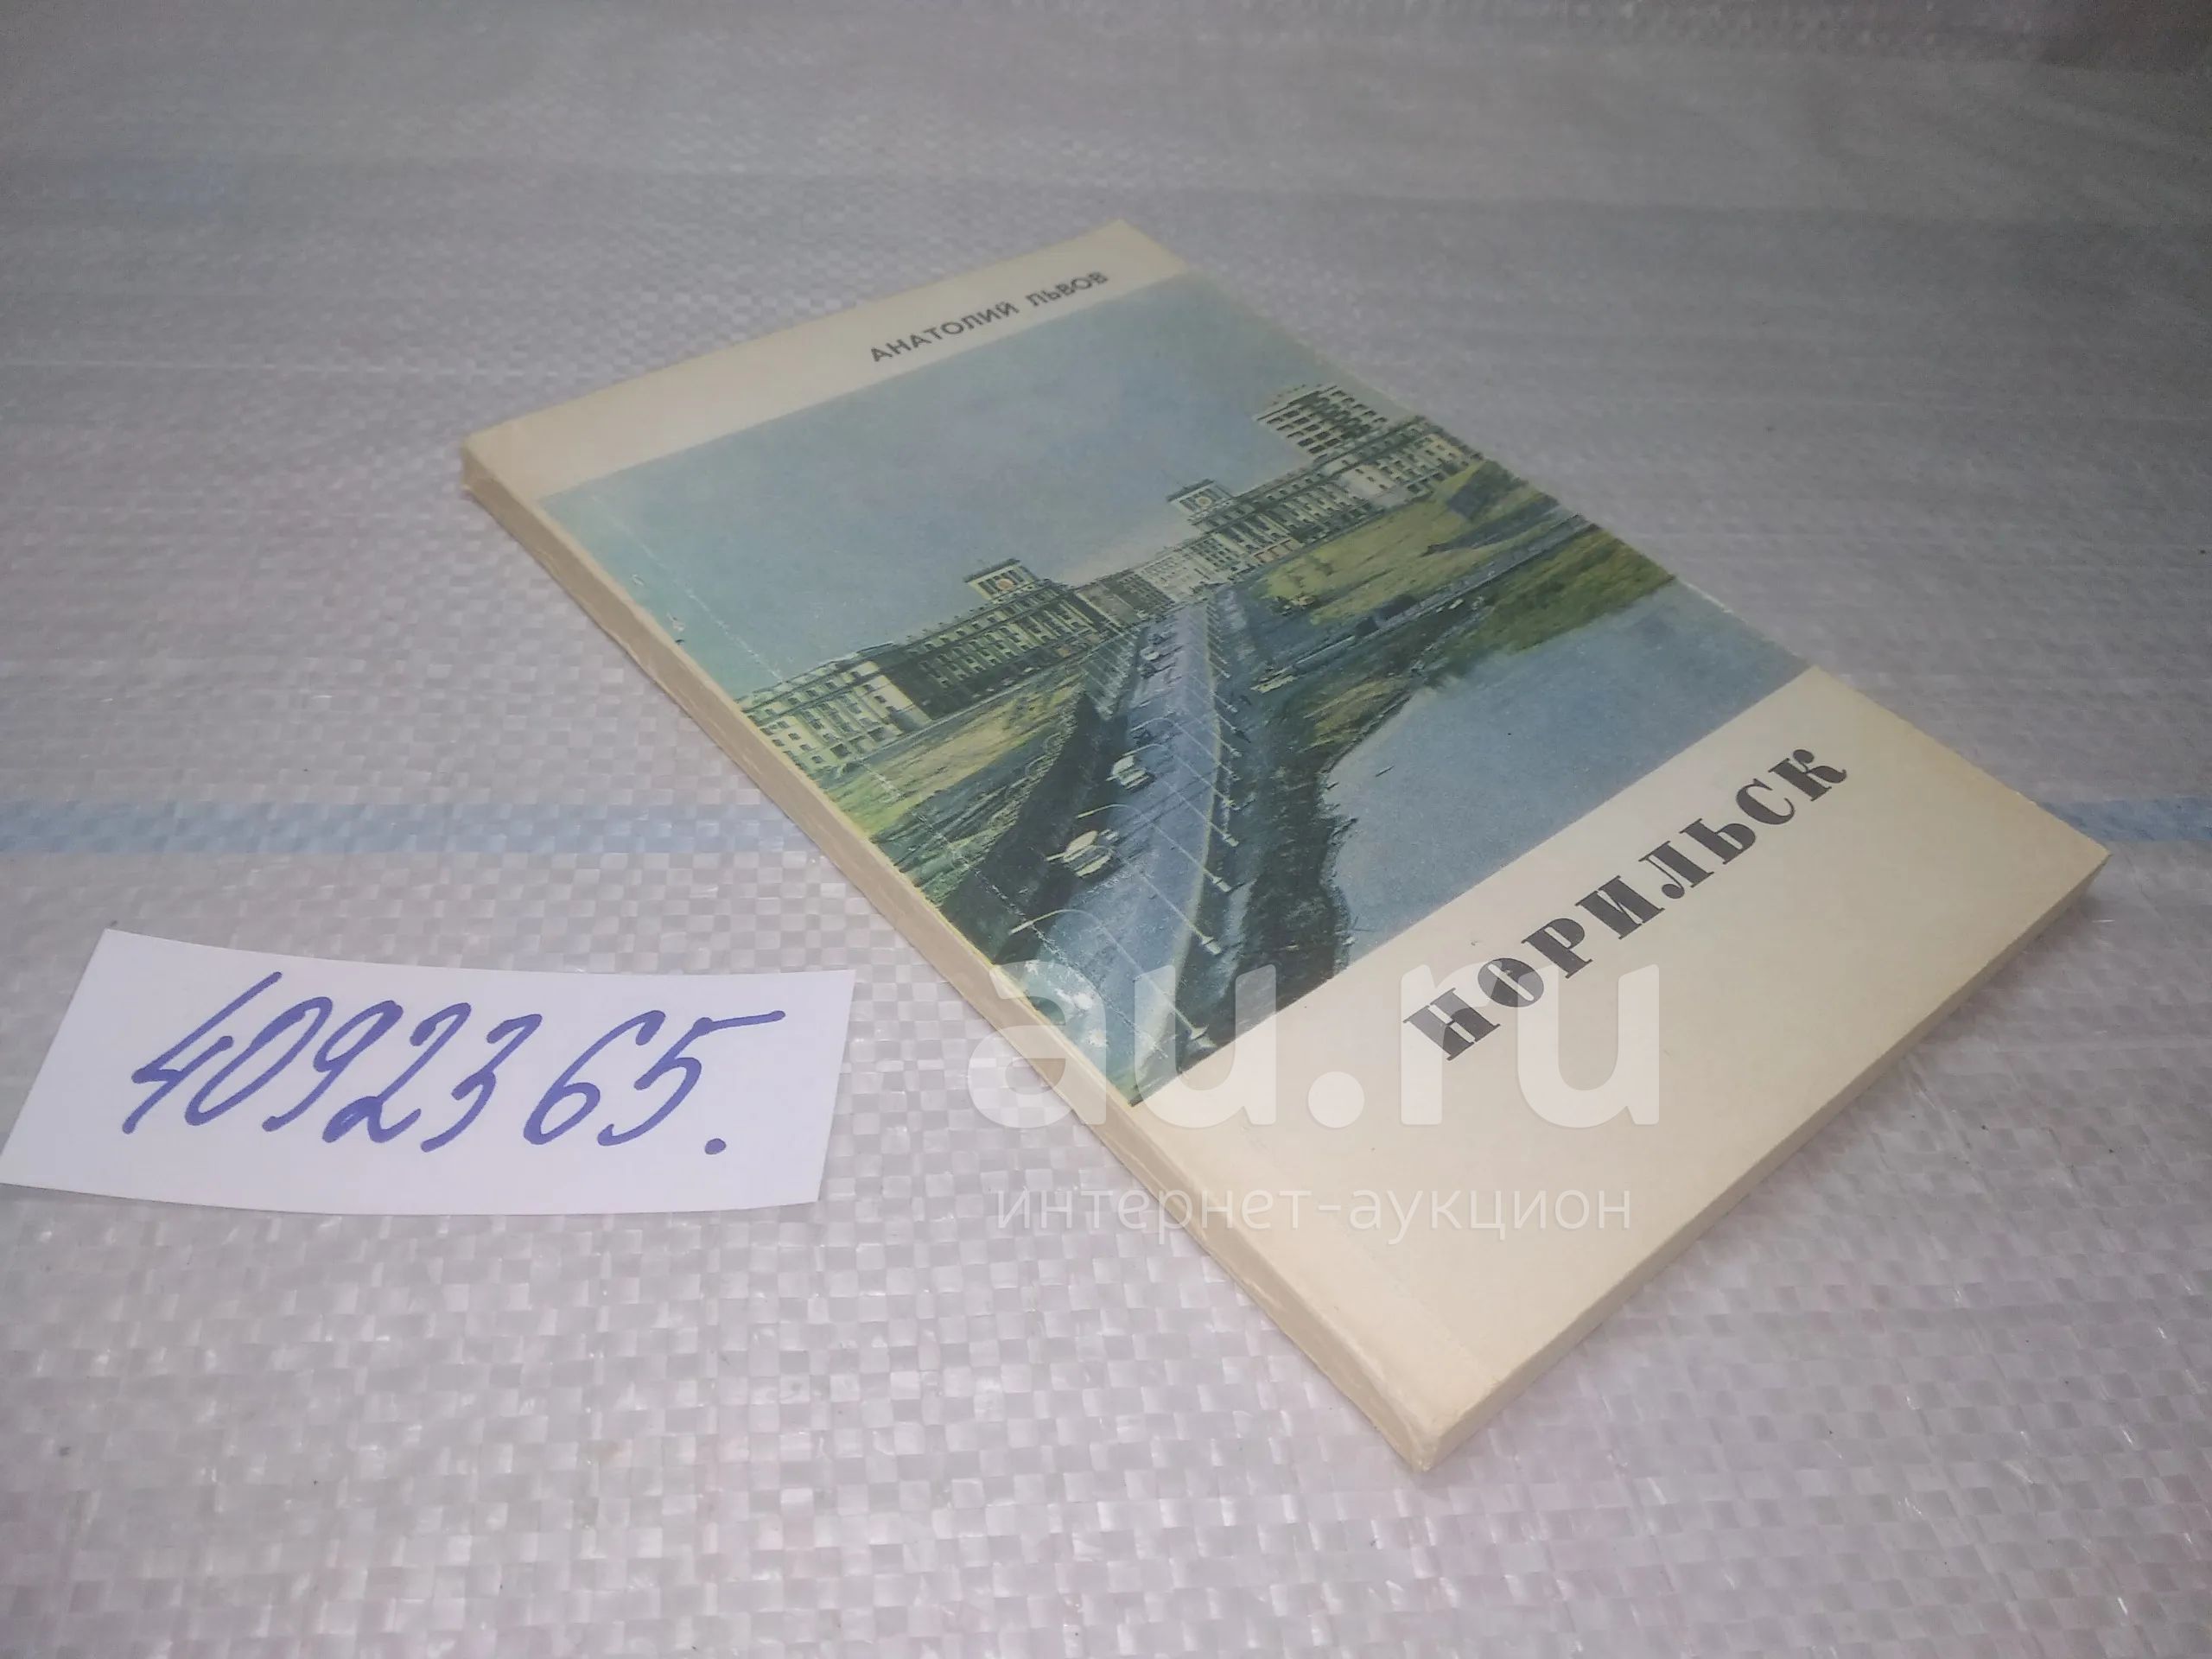 АНАТОЛИЙ ЛЬВОВ
НОРИЛЬСК
4092365.
au.ru
интернет-аукцион